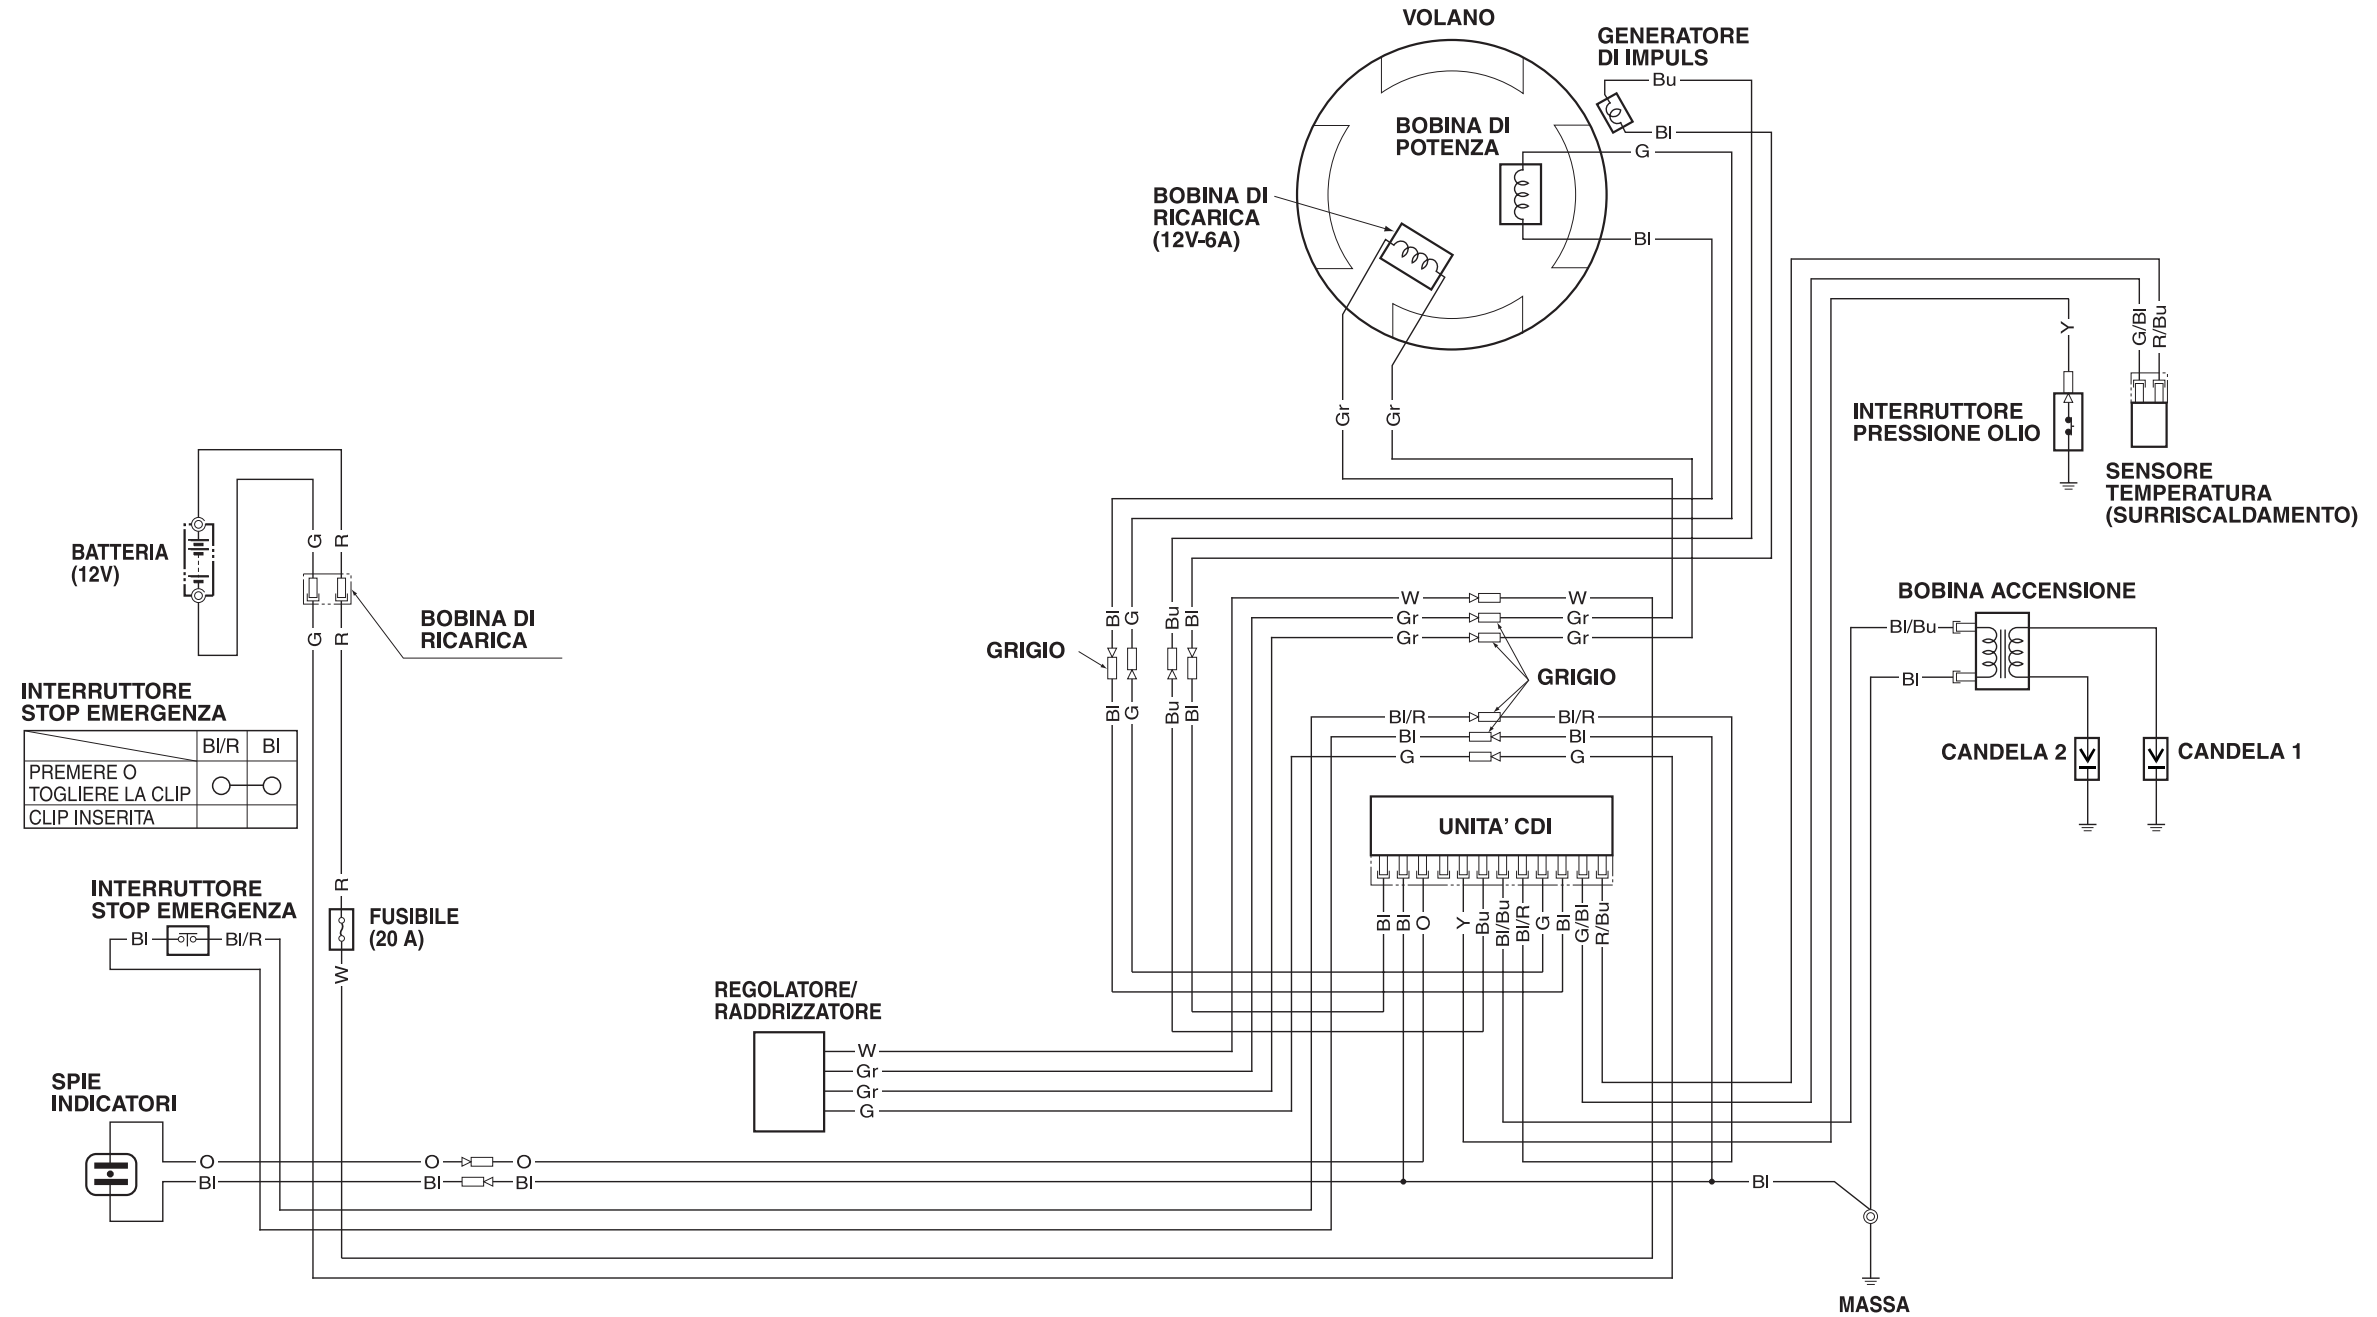 VOLANO
GENERATORE
DI IMPULS
Bu
BOBINA DI
POTENZA
Bl
G
BOBINA DI
RICARICA
(12V-6A)
Bl
G/Bl
R/Bu
Y
Gr
Gr
INTERRUTTORE
PRESSIONE OLIO
SENSORE
TEMPERATURA
(SURRISCALDAMENTO)
G
R
BATTERIA
(12V)
BOBINA DI
RICARICA
G
R
Bl
G
Bu
Bl
W
W
Gr
Gr
Gr
Gr
BOBINA ACCENSIONE
Bl/Bu
Bl
GRIGIO
GRIGIO
Bl
G
Bu
Bl
Bl/R
Bl/R
Bl
Bl
G
G
CANDELA 2
CANDELA 1
INTERRUTTORE
STOP EMERGENZA
Bl/R
Bl
PREMERE O
TOGLIERE LA CLIP
CLIP INSERITA
UNITA' CDI
Bl
Bl
O
Y
Bu
Bl/Bu
Bl/R
G
Bl
G/Bl
R/Bu
INTERRUTTORE
STOP EMERGENZA
Bl
Bl/R
R
FUSIBILE
(20 A)
W
REGOLATORE/
RADDRIZZATORE
W
Gr
Gr
G
SPIE
INDICATORI
O
O
O
Bl
Bl
Bl
Bl
MASSA